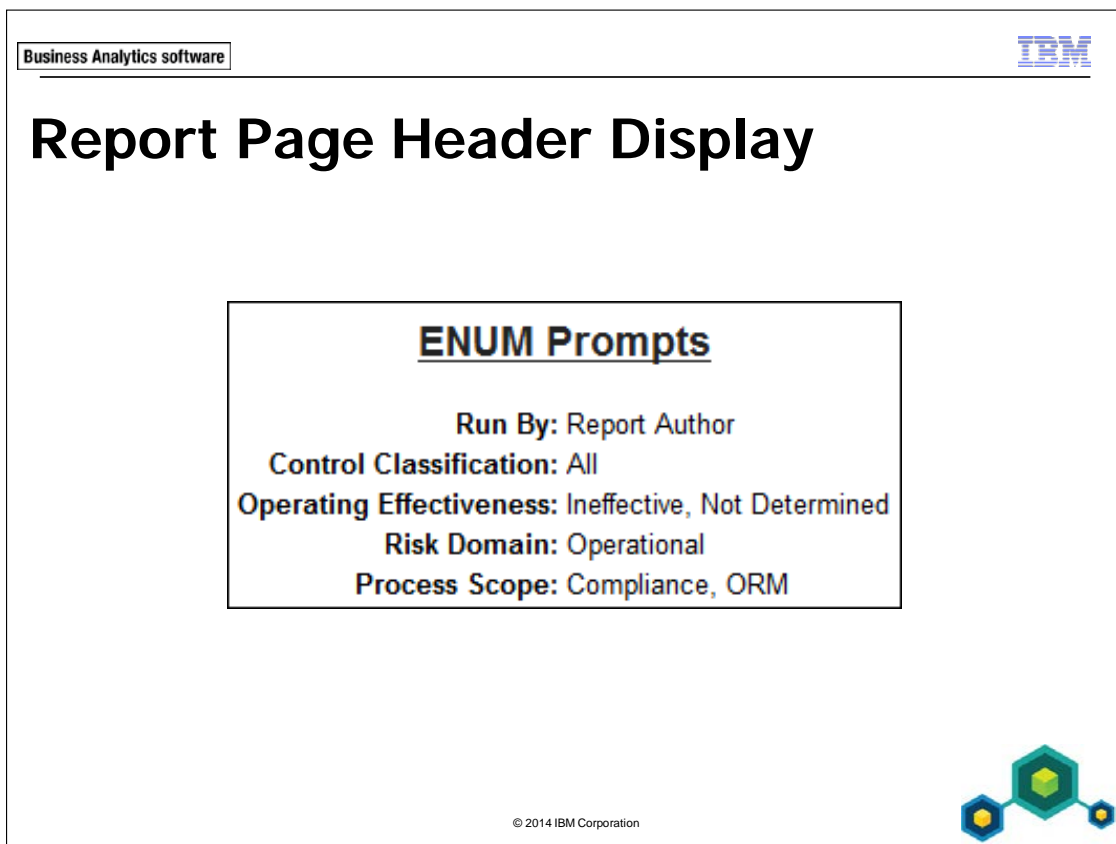 Business Analytics software
IBM
Report Page Header Display
ENUM Prompts
Run By: Report Author
Control Classification: All
Operating Effectiveness: Ineffective, Not Determined
Risk Domain: Operational
Process Scope: Compliance, ORM
© 2014 IBM Corporation